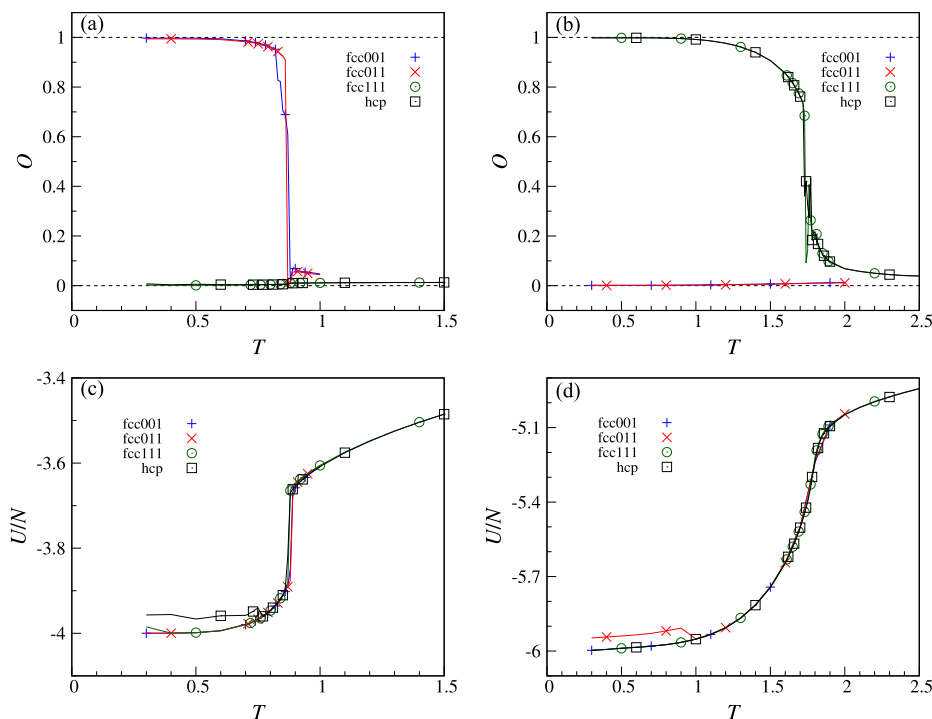 (a)
1
0.8
0.6
0.4
0.2
0
O
fcc001
fcc011
fcc111
hcp
0
0.5
1
1.5
T
(b)
1
0.8
0.6
0.4
0.2
0
O
fcc001
fcc011
fcc111
hcp
0
0.5
1
1.5
2
2.5
T
(c)
-3.4
-3.6
-3.8
-4
U/N
fcc001
fcc011
fcc111
hcp
0
0.5
1
1.5
T
(d)
-5.1
-5.4
-5.7
-6
U/N
fcc001
fcc011
fcc111
hcp
0
0.5
1
1.5
2
2.5
T